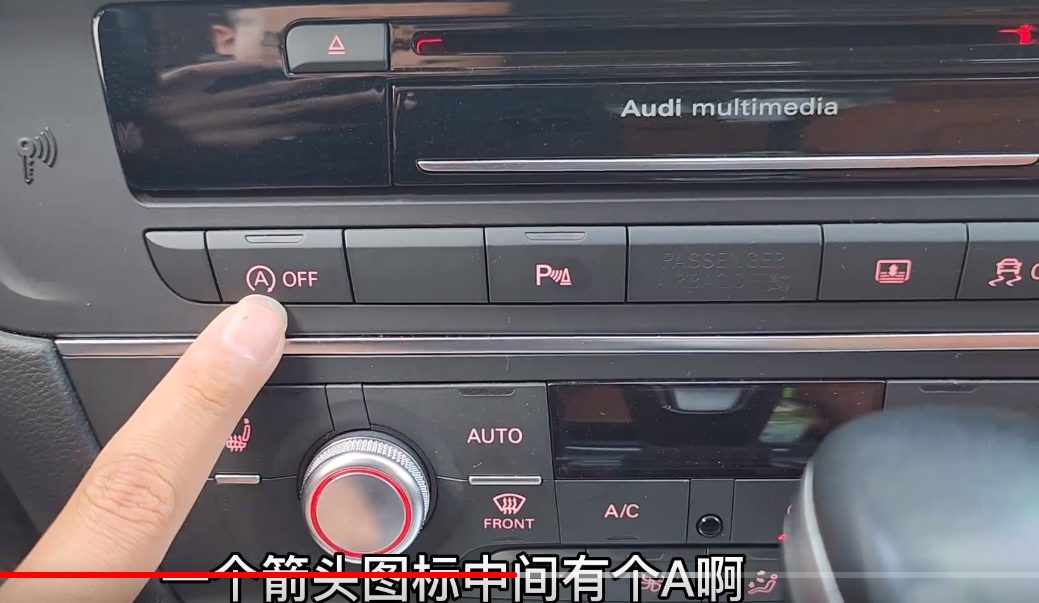 Audi multimedia
A OFF
P
PASSENGER
AIRBAG
AUTO
FRONT
A/C
一个箭头图标中间有个A啊